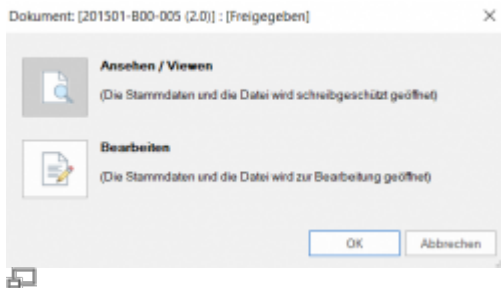 Dokument: [201501-B00-005 (2.0)] : [Freigegeben]
Ansehen / Viewen
(Die Stammdaten und die Datei wird schreibgeschützt geöffnet)
Bearbeiten
(Die Stammdaten und die Datei wird zur Bearbeitung geöffnet)
OK
Abbrechen